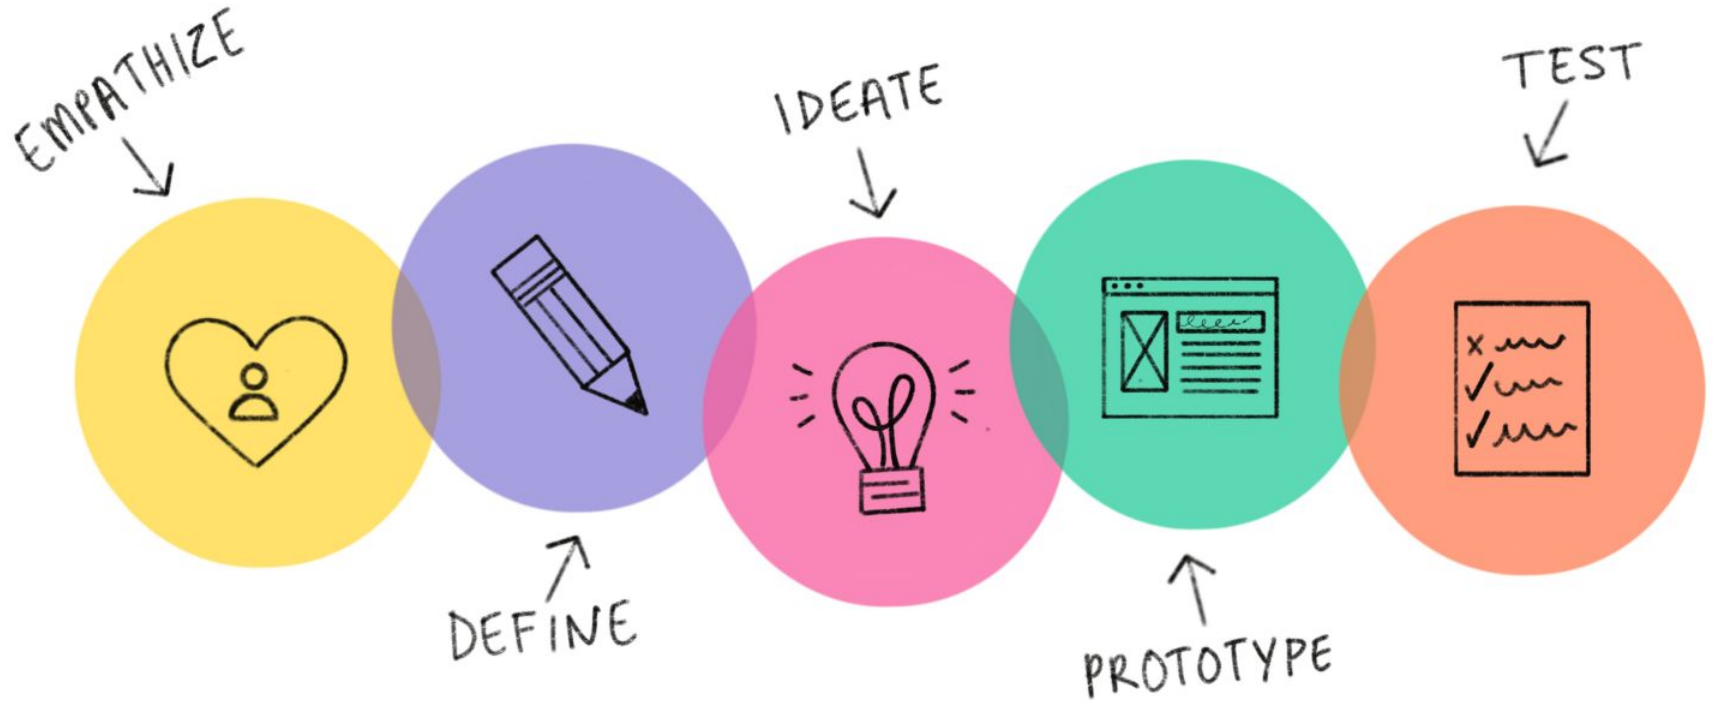 EMPATHIZE
DEFINE
IDEATE
PROTOTYPE
TEST